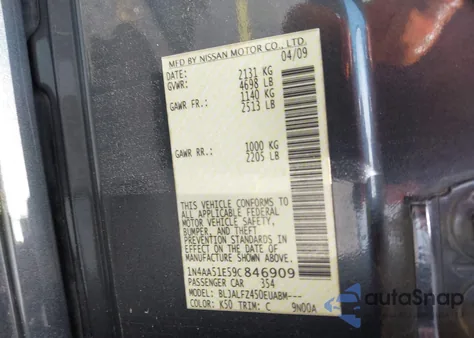 MFD BY NISSAN MOTOR CO., LTD.
04/09
DATE: 2131 KG
GVWR: 4698 LB
GAWR FR.: 1140 KG
2513 LB
GAWR RR.: 1000 KG
2205 LB
THIS VEHICLE CONFORMS TO
ALL APPLICABLE FEDERAL
MOTOR VEHICLE SAFETY,
BUMPER, AND THEFT
PREVENTION STANDARDS
IN EFFECT ON THE DATE
OF MANUFACTURE SHOWN
ABOVE.
1N4AA51E59C846909
PASSENGER CAR 354
MODEL: BLJALFZ450EUABM---
COLOR: K50 TRIM: C 9N00A
autoSnap